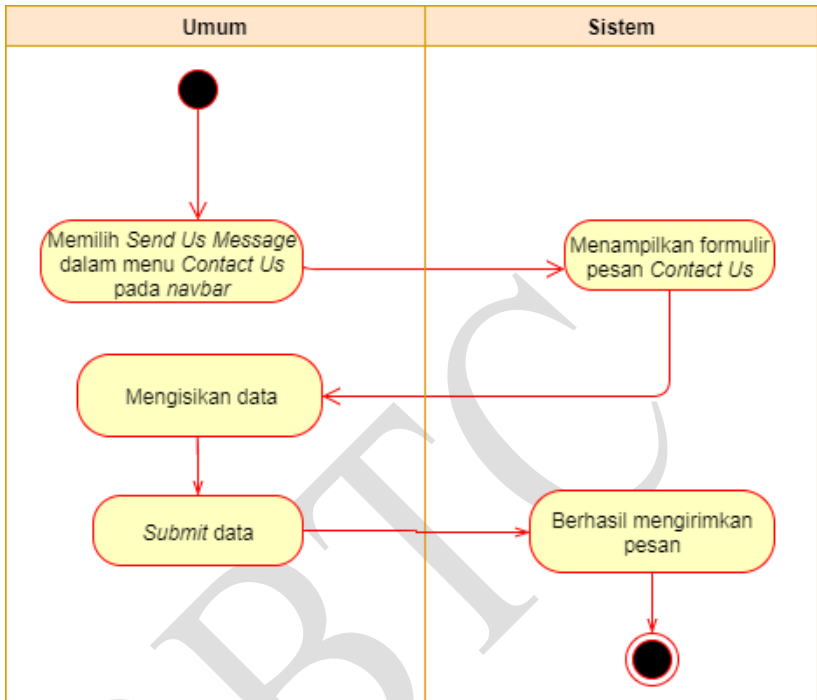 Umum
Sistem
Memilih Send Us Message
dalam menu Contact Us
pada navbar
Menampilkan formulir
pesan Contact Us
Mengisikan data
Submit data
Berhasil mengirimkan
pesan
BTC